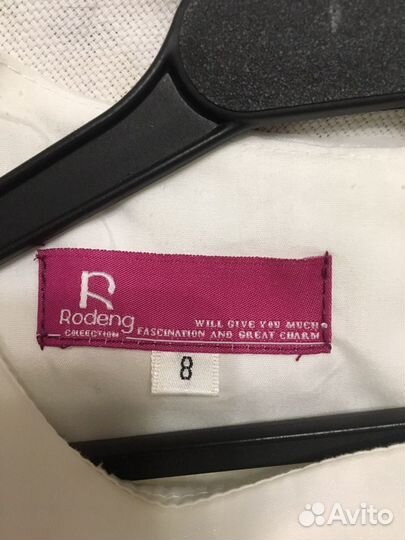 R
Rodeng
COLLECTION
WILL GIVE YOU MUCH
FASCINATION AND GREAT CHARM
8
Avito